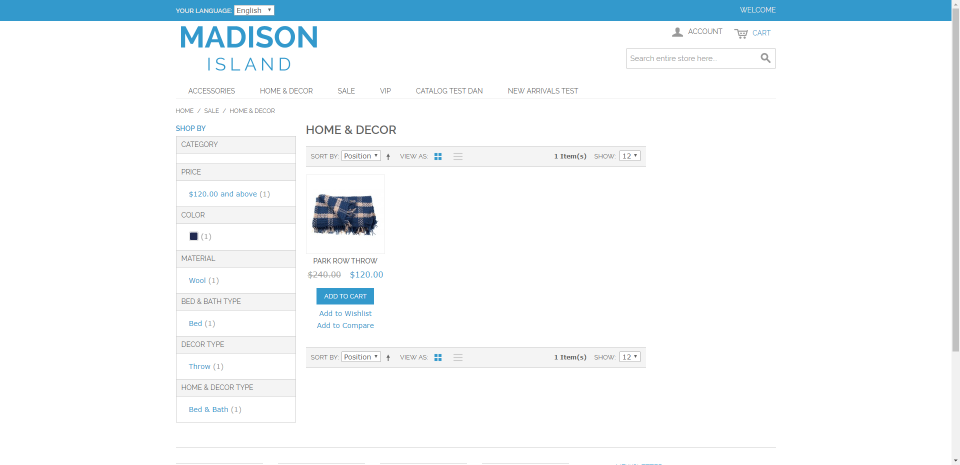 YOUR LANGUAGE: English
WELCOME
MADISON
ISLAND
ACCOUNT
CART
Search entire store here...
ACCESSORIES HOME & DECOR SALE VIP CATALOG TEST DAN NEW ARRIVALS TEST
HOME / SALE / HOME & DECOR
SHOP BY
CATEGORY
PRICE
$120.00 and above (1)
COLOR
(1)
MATERIAL
Wool (1)
BED & BATH TYPE
Bed (1)
DECOR TYPE
Throw (1)
HOME & DECOR TYPE
Bed & Bath (1)
HOME & DECOR
SORT BY: Position VIEW AS: 1 Item(s) SHOW: 12
PARK ROW THROW
$240.00 $120.00
ADD TO CART
Add to Wishlist
Add to Compare
SORT BY: Position VIEW AS: 1 Item(s) SHOW: 12